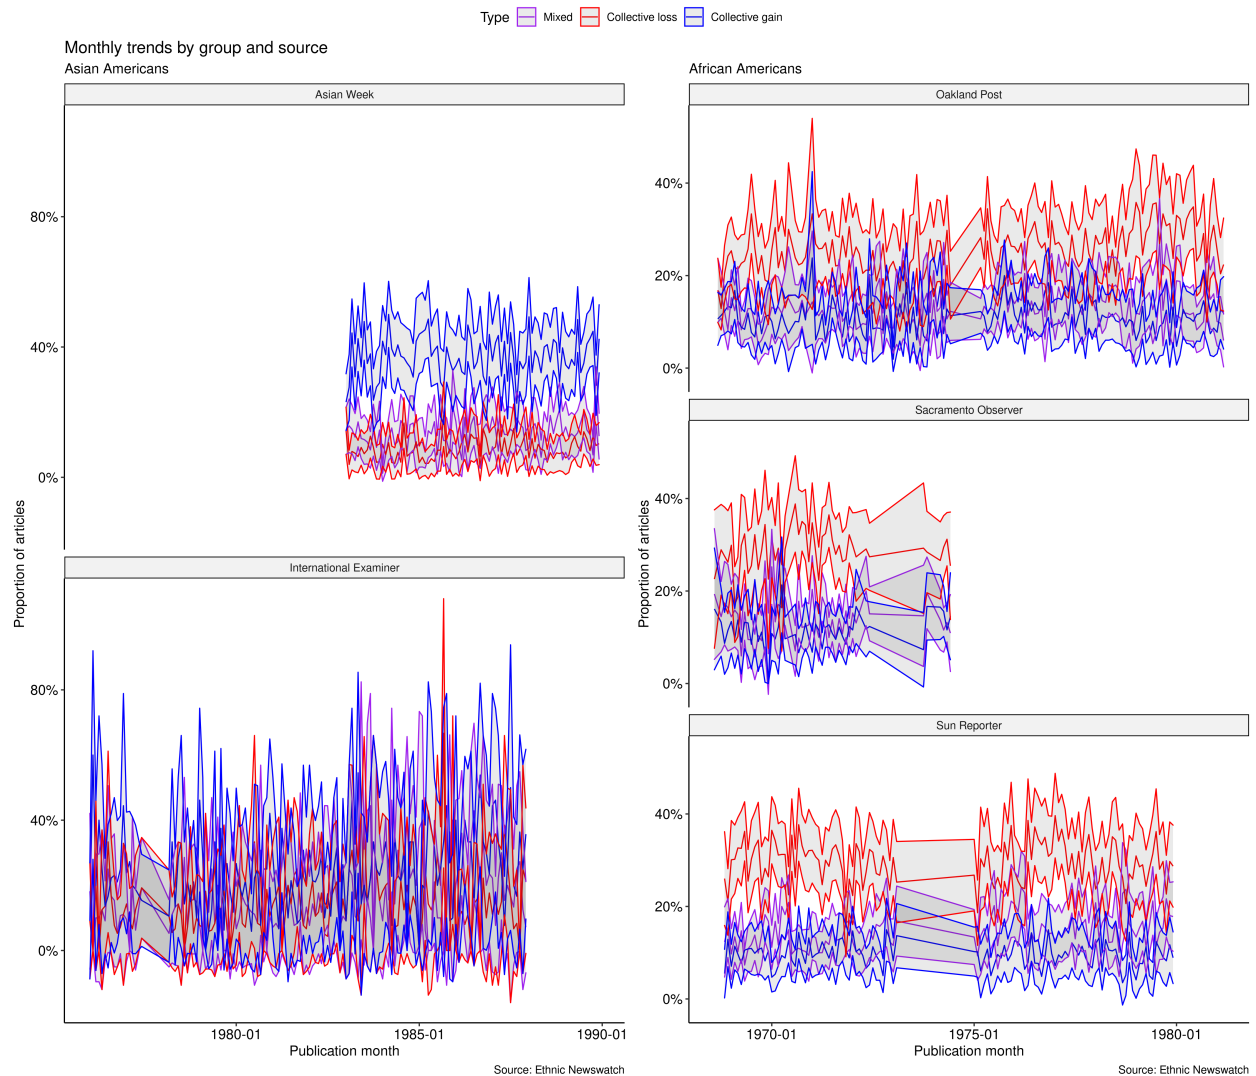 Type Mixed Collective loss Collective gain
Monthly trends by group and source
Asian Americans
Asian Week
80%
40%
0%
International Examiner
80%
40%
0%
Proportion of articles
1980-01 1985-01 1990-01
Publication month
Source: Ethnic Newswatch
African Americans
Oakland Post
40%
20%
0%
Sacramento Observer
40%
20%
0%
Sun Reporter
40%
20%
0%
Proportion of articles
1970-01 1975-01 1980-01
Publication month
Source: Ethnic Newswatch